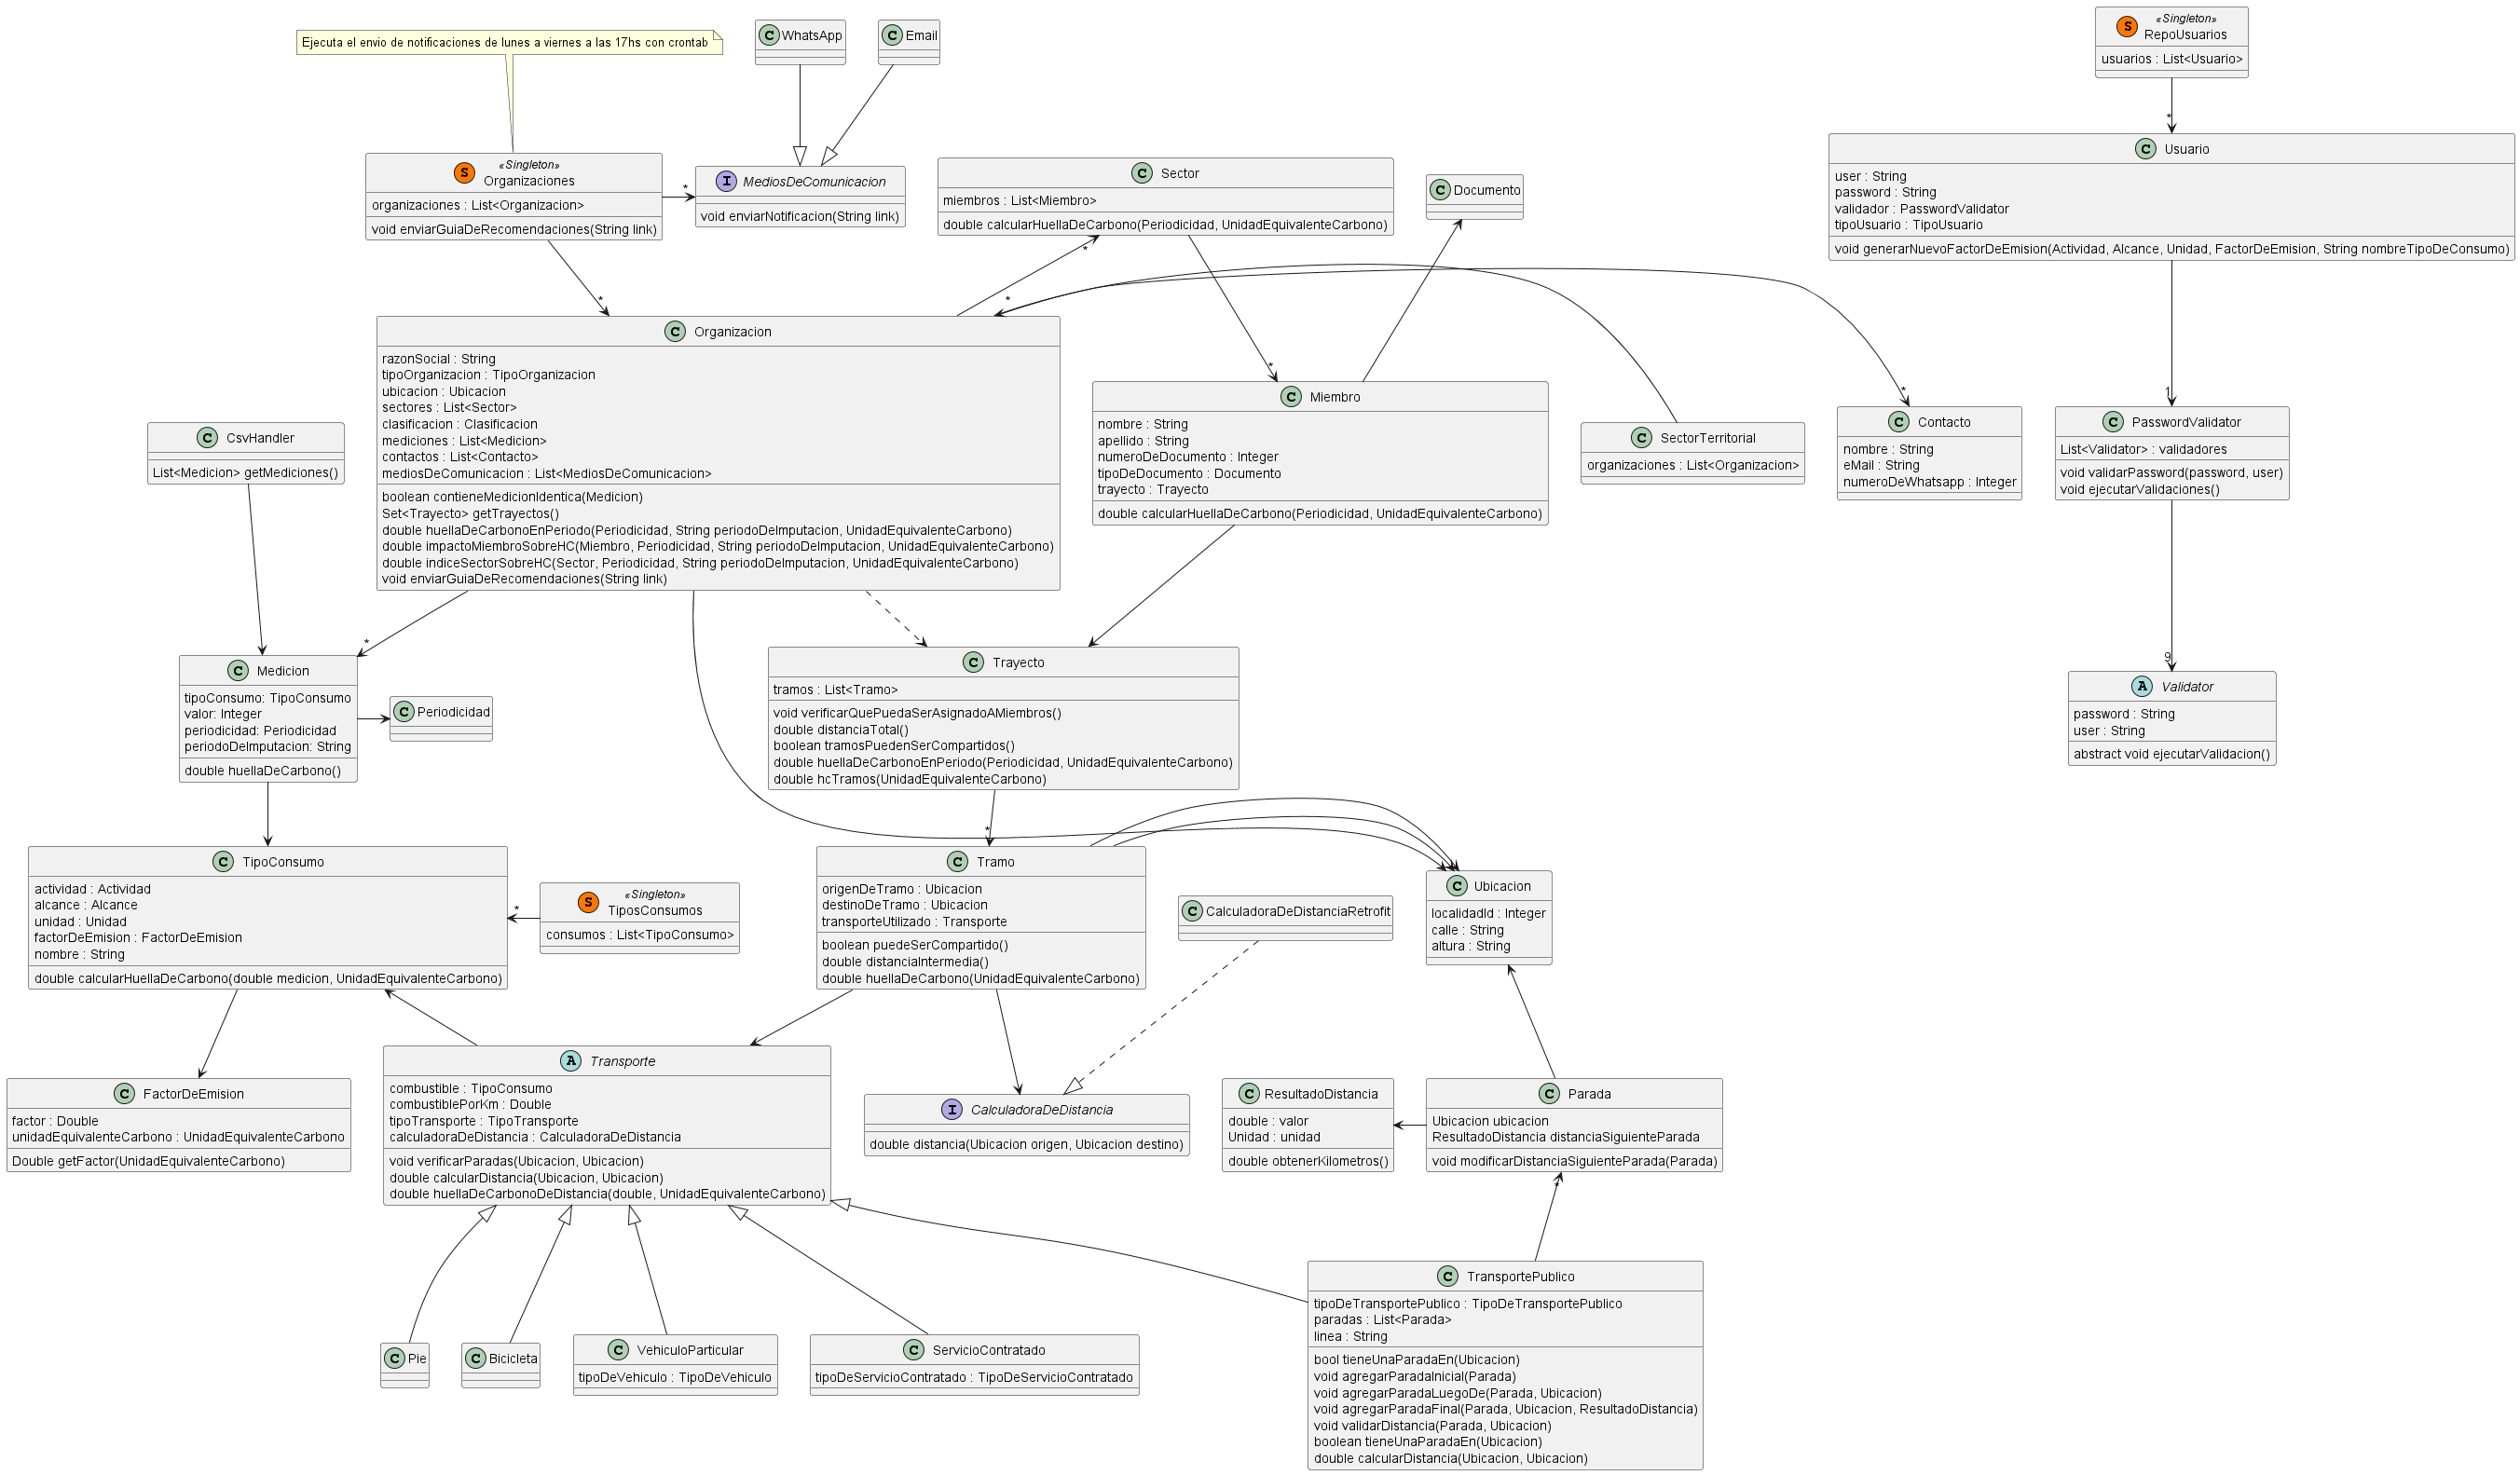 Ejecuta el envio de notificaciones de lunes a viernes a las 17hs con crontab
C WhatsApp
C Email
S «Singleton»
RepoUsuarios
usuarios : List<Usuario>
*
S «Singleton»
Organizaciones
organizaciones : List<Organizacion>
void enviarGuiaDeRecomendaciones(String link)
*
I MediosDeComunicacion
void enviarNotificacion(String link)
C Sector
miembros : List<Miembro>
double calcularHuellaDeCarbono(Periodicidad, UnidadEquivalenteCarbono)
C Documento
C Usuario
user : String
password : String
validador : PasswordValidator
tipoUsuario : TipoUsuario
void generarNuevoFactorDeEmision(Actividad, Alcance, Unidad, FactorDeEmision, String nombreTipoDeConsumo)
*
*
*
C Organizacion
razonSocial : String
tipoOrganizacion : TipoOrganizacion
ubicacion : Ubicacion
sectores : List<Sector>
clasificacion : Clasificacion
mediciones : List<Medicion>
contactos : List<Contacto>
mediosDeComunicacion : List<MediosDeComunicacion>
boolean contieneMedicionIdentica(Medicion)
Set<Trayecto> getTrayectos()
double huellaDeCarbonoEnPeriodo(Periodicidad, String periodoDeImputacion, UnidadEquivalenteCarbono)
double impactoMiembroSobreHC(Miembro, Periodicidad, String periodoDeImputacion, UnidadEquivalenteCarbono)
double indiceSectorSobreHC(Sector, Periodicidad, String periodoDeImputacion, UnidadEquivalenteCarbono)
void enviarGuiaDeRecomendaciones(String link)
*
C Miembro
nombre : String
apellido : String
numeroDeDocumento : Integer
tipoDeDocumento : Documento
trayecto : Trayecto
double calcularHuellaDeCarbono(Periodicidad, UnidadEquivalenteCarbono)
C SectorTerritorial
organizaciones : List<Organizacion>
*
C Contacto
nombre : String
eMail : String
numeroDeWhatsapp : Integer
1
C PasswordValidator
List<Validator> : validadores
void validarPassword(password, user)
void ejecutarValidaciones()
C CsvHandler
List<Medicion> getMediciones()
*
C Medicion
tipoConsumo: TipoConsumo
valor: Integer
periodicidad: Periodicidad
periodoDeImputacion: String
double huellaDeCarbono()
C Periodicidad
C Trayecto
tramos : List<Tramo>
void verificarQuePuedaSerAsignadoAMiembros()
double distanciaTotal()
boolean tramosPuedenSerCompartidos()
double huellaDeCarbonoEnPeriodo(Periodicidad, UnidadEquivalenteCarbono)
double hcTramos(UnidadEquivalenteCarbono)
9
A Validator
password : String
user : String
abstract void ejecutarValidacion()
*
C TipoConsumo
actividad : Actividad
alcance : Alcance
unidad : Unidad
factorDeEmision : FactorDeEmision
nombre : String
double calcularHuellaDeCarbono(double medicion, UnidadEquivalenteCarbono)
*
S «Singleton»
TiposConsumos
consumos : List<TipoConsumo>
C Tramo
origenDeTramo : Ubicacion
destinoDeTramo : Ubicacion
transporteUtilizado : Transporte
boolean puedeSerCompartido()
double distanciaIntermedia()
double huellaDeCarbono(UnidadEquivalenteCarbono)
C CalculadoraDeDistanciaRetrofit
C Ubicacion
localidadId : Integer
calle : String
altura : String
C FactorDeEmision
factor : Double
unidadEquivalenteCarbono : UnidadEquivalenteCarbono
Double getFactor(UnidadEquivalenteCarbono)
A Transporte
combustible : TipoConsumo
combustiblePorKm : Double
tipoTransporte : TipoTransporte
calculadoraDeDistancia : CalculadoraDeDistancia
void verificarParadas(Ubicacion, Ubicacion)
double calcularDistancia(Ubicacion, Ubicacion)
double huellaDeCarbonoDeDistancia(double, UnidadEquivalenteCarbono)
I CalculadoraDeDistancia
double distancia(Ubicacion origen, Ubicacion destino)
C ResultadoDistancia
double : valor
Unidad : unidad
double obtenerKilometros()
C Parada
Ubicacion ubicacion
ResultadoDistancia distanciaSiguienteParada
void modificarDistanciaSiguienteParada(Parada)
*
C Pie
C Bicicleta
C VehiculoParticular
tipoDeVehiculo : TipoDeVehiculo
C ServicioContratado
tipoDeServicioContratado : TipoDeServicioContratado
C TransportePublico
tipoDeTransportePublico : TipoDeTransportePublico
paradas : List<Parada>
linea : String
bool tieneUnaParadaEn(Ubicacion)
void agregarParadaInicial(Parada)
void agregarParadaLuegoDe(Parada, Ubicacion)
void agregarParadaFinal(Parada, Ubicacion, ResultadoDistancia)
void validarDistancia(Parada, Ubicacion)
boolean tieneUnaParadaEn(Ubicacion)
double calcularDistancia(Ubicacion, Ubicacion)